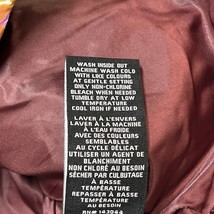 WASH INSIDE OUT
MACHINE WASH COLD
WITH LIKE COLOURS
AT GENTLE SETTING
ONLY NON-CHLORINE
BLEACH WHEN NEEDED
TUMBLE DRY AT LOW
TEMPERATURE
COOL IRON IF NEEDED
LAVER À L'ENVERS
LAVER À LA MACHINE
À L'EAU FROIDE
AVEC DES COULEURS
SEMBLABLES
AU CYCLE DÉLICAT
UTILISER UN AGENT DE
BLANCHIMENT
NON CHLORÉ AU BESOIN
SÉCHER PAR CULBUTAGE
À BASSE
TEMPÉRATURE
REPASSER À BASSE
TEMPÉRATURE
AU BESOIN
RN# 143044